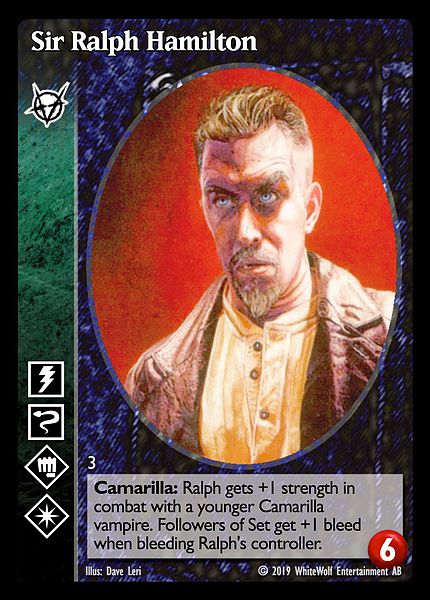 Sir Ralph Hamilton
3
Camarilla: Ralph gets +1 strength in
combat with a younger Camarilla
vampire. Followers of Set get +1 bleed
when bleeding Ralph's controller.
6
Illus: Dave Leri © 2019 WhiteWolf Entertainment AB